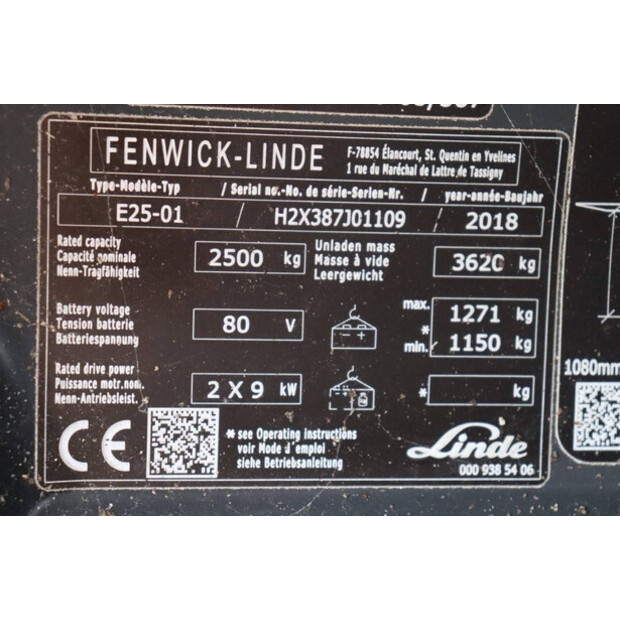 FENWICK-LINDE
F-78854 Élancourt, St. Quentin en Yvelines
1 rue du Maréchal de Lattre de Tassigny
Type-Modèle-Typ / Serial no.-No. de série-Serien-Nr. / year-année-Baujahr
E25-01 / H2X387J01109 / 2018
Rated capacity
Capacité nominale
Nenn-Tragfähigkeit
2500 kg
Unladen mass
Masse à vide
Leergewicht
3620 kg
Battery voltage
Tension batterie
Batteriespannung
80 V
max. 1271 kg
*
min. 1150 kg
Rated drive power
Puissance motr.nom.
Nenn-Antriebsleist.
2 X 9 kW
* kg
CE
* see Operating instructions
voir Mode d'emploi
siehe Betriebsanleitung
Linde
000 938 54 06
1080mm